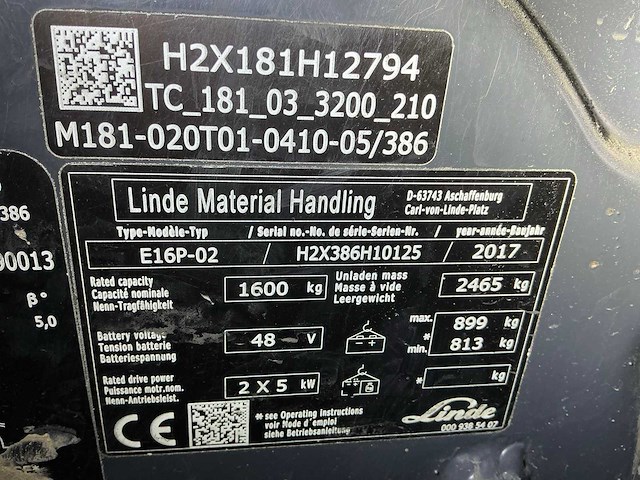 H2X181H12794
TC_181_03_3200_210
M181-020T01-0410-05/386
386
90013
β°
5,0
Linde Material Handling
D-63743 Aschaffenburg
Carl-von-Linde-Platz
Type-Modèle-Typ / Serial no.-No. de série-Serien-Nr. / year-année-Baujahr
E16P-02 / H2X386H10125 / 2017
Rated capacity
Capacité nominale
Nenn-Tragfähigkeit
1600 kg
Unladen mass
Masse à vide
Leergewicht
2465 kg
Battery voltage
Tension batterie
Batteriespannung
48 V
max. 899 kg
*
min. 813 kg
Rated drive power
Puissance motr.nom.
Nenn-Antriebsleist.
2 X 5 kW
* kg
CE
* see Operating instructions
voir Mode d'emploi
siehe Betriebsanleitung
Linde
000 938 54 07